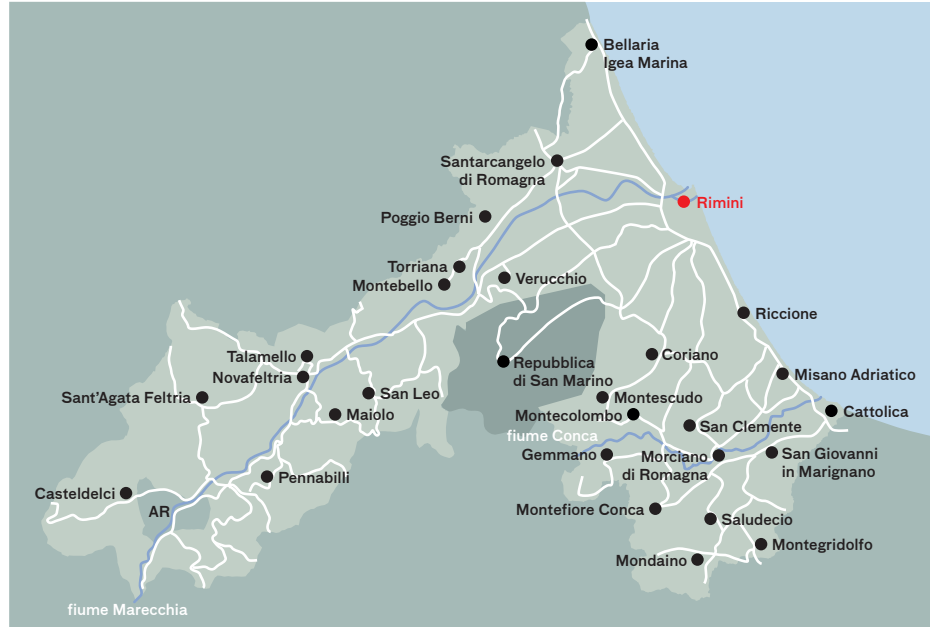 Bellaria
Igea Marina
Santarcangelo
di Romagna
Rimini
Poggio Berni
Torriana
Montebello
Verucchio
Riccione
Talamello
Novafeltria
Repubblica
di San Marino
Coriano
Misano Adriatico
Sant'Agata Feltria
San Leo
Maiolo
Montescudo
Montecolombo
Cattolica
San Clemente
fiume Conca
Gemmano
Morciano
di Romagna
San Giovanni
in Marignano
Pennabilli
Casteldelci
AR
Montefiore Conca
Saludecio
Montegridolfo
Mondaino
fiume Marecchia